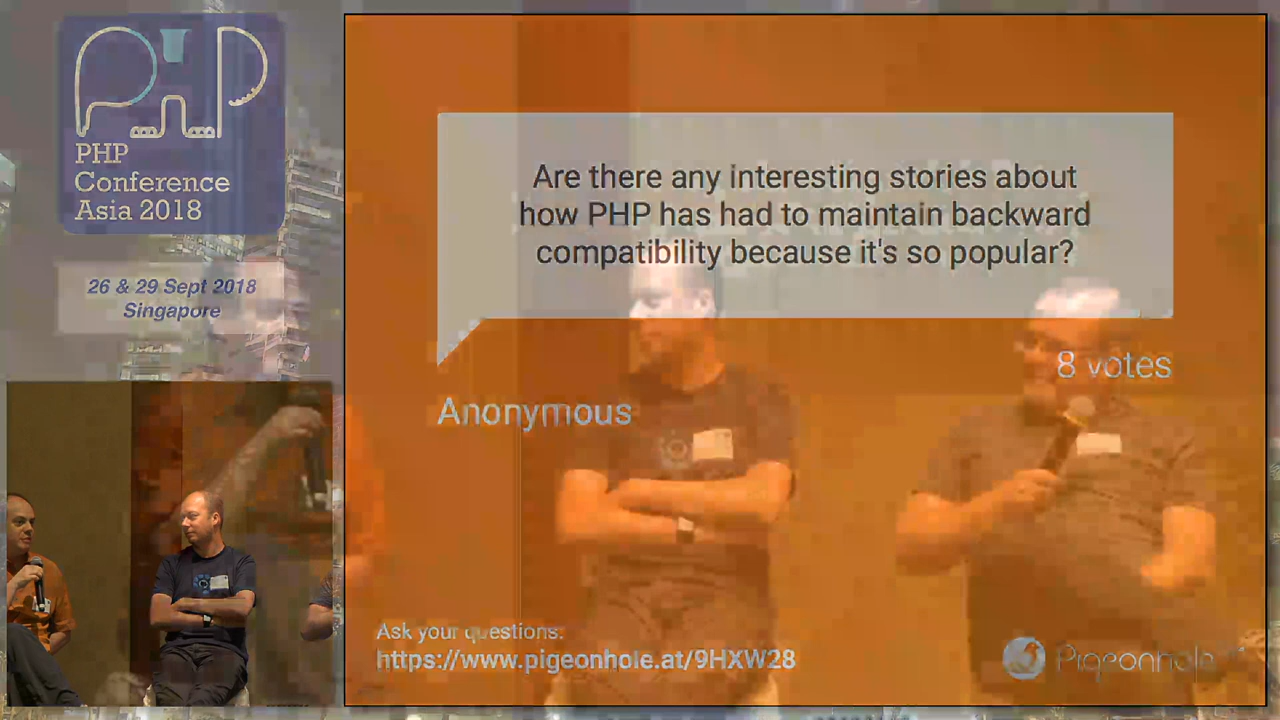 PHP
PHP
Conference
Asia 2018
26 & 29 Sept 2018
Singapore
Are there any interesting stories about
how PHP has had to maintain backward
compatibility because it's so popular?
8 votes
Anonymous
Ask your questions:
https://www.pigeonhole.at/9HXW28
Pigeonhole